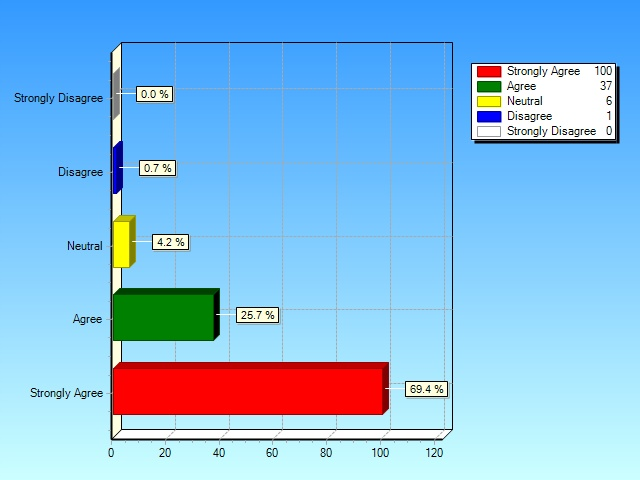 Strongly Disagree
0.0 %
Disagree
0.7 %
Neutral
4.2 %
Agree
25.7 %
Strongly Agree
69.4 %
0 20 40 60 80 100 120
Strongly Agree 100
Agree 37
Neutral 6
Disagree 1
Strongly Disagree 0